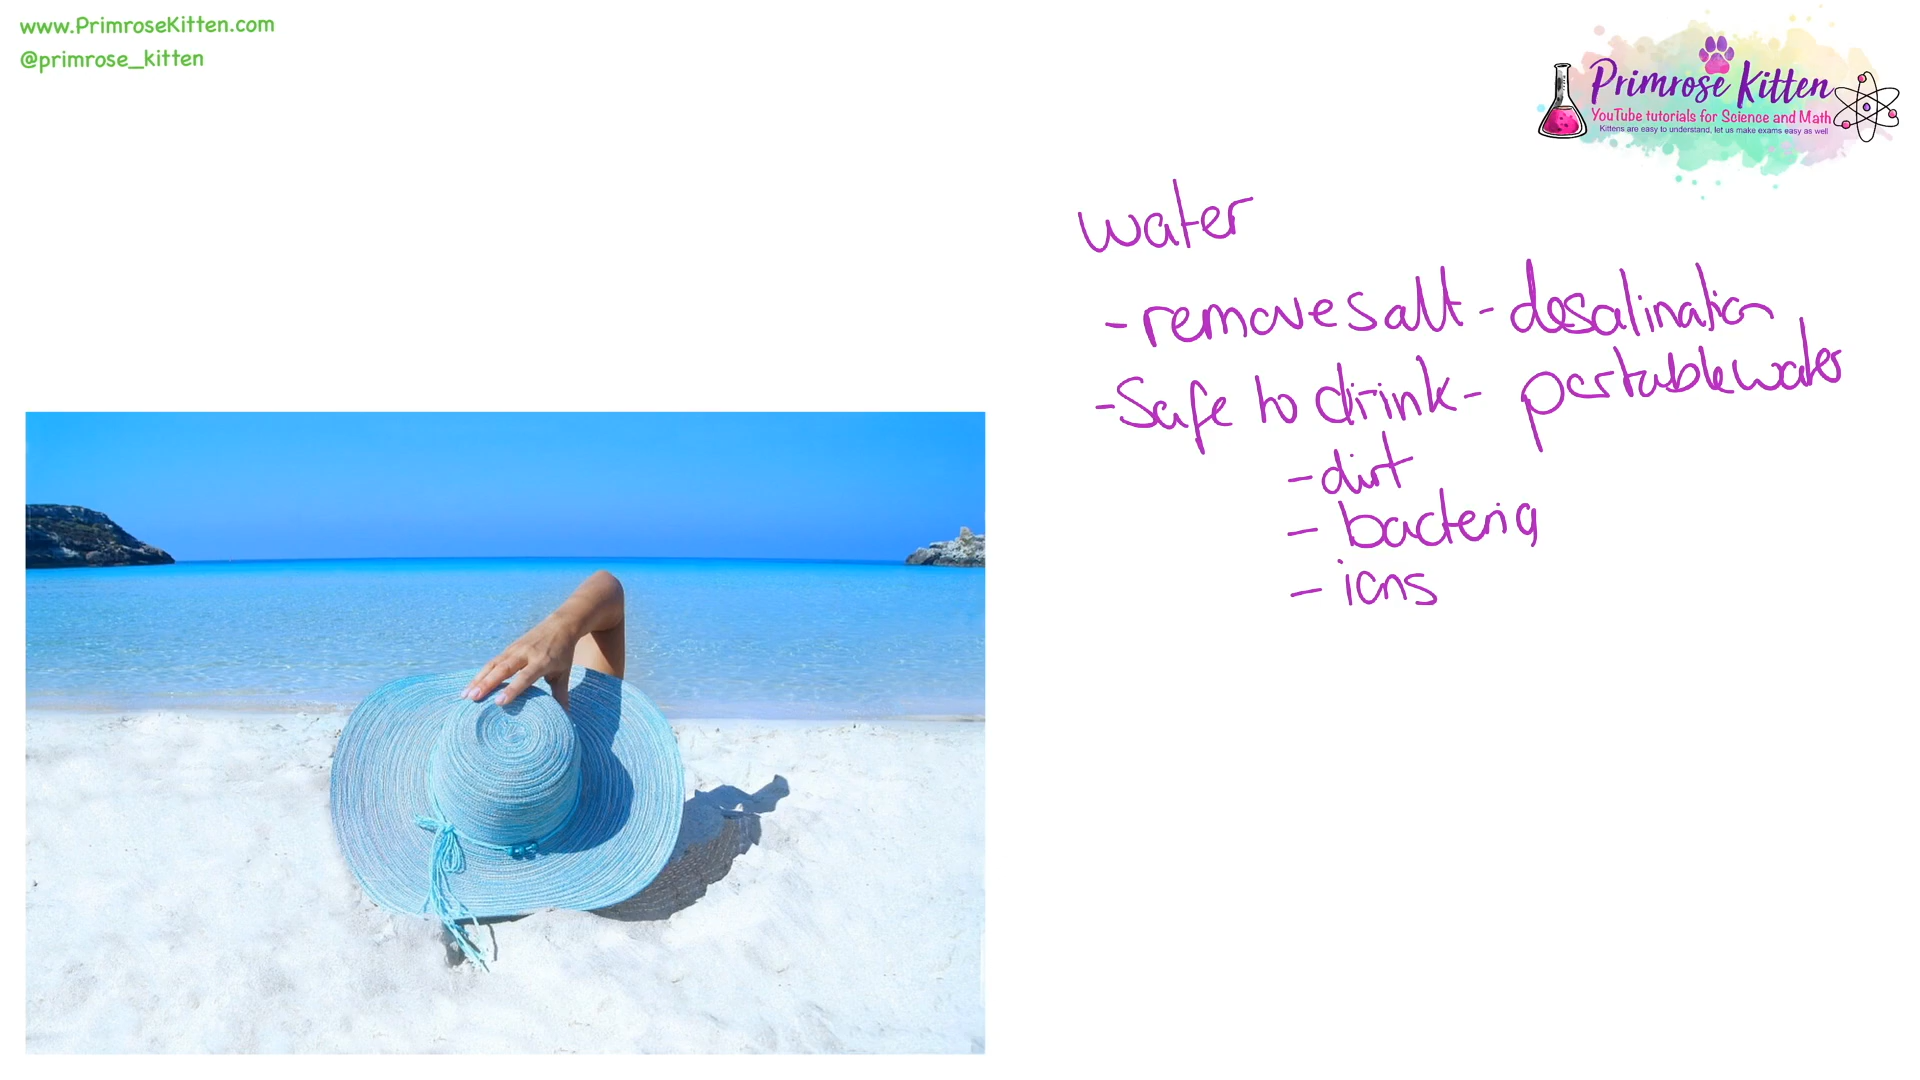 www.PrimroseKitten.com
@primrose_kitten
Primrose Kitten
YouTube tutorials for Science and Math
Kittens are easy to understand, let us make exams easy as well
water
- remove salt - desalination
- Safe to drink - portable water
- dirt
- bacteria
- ions